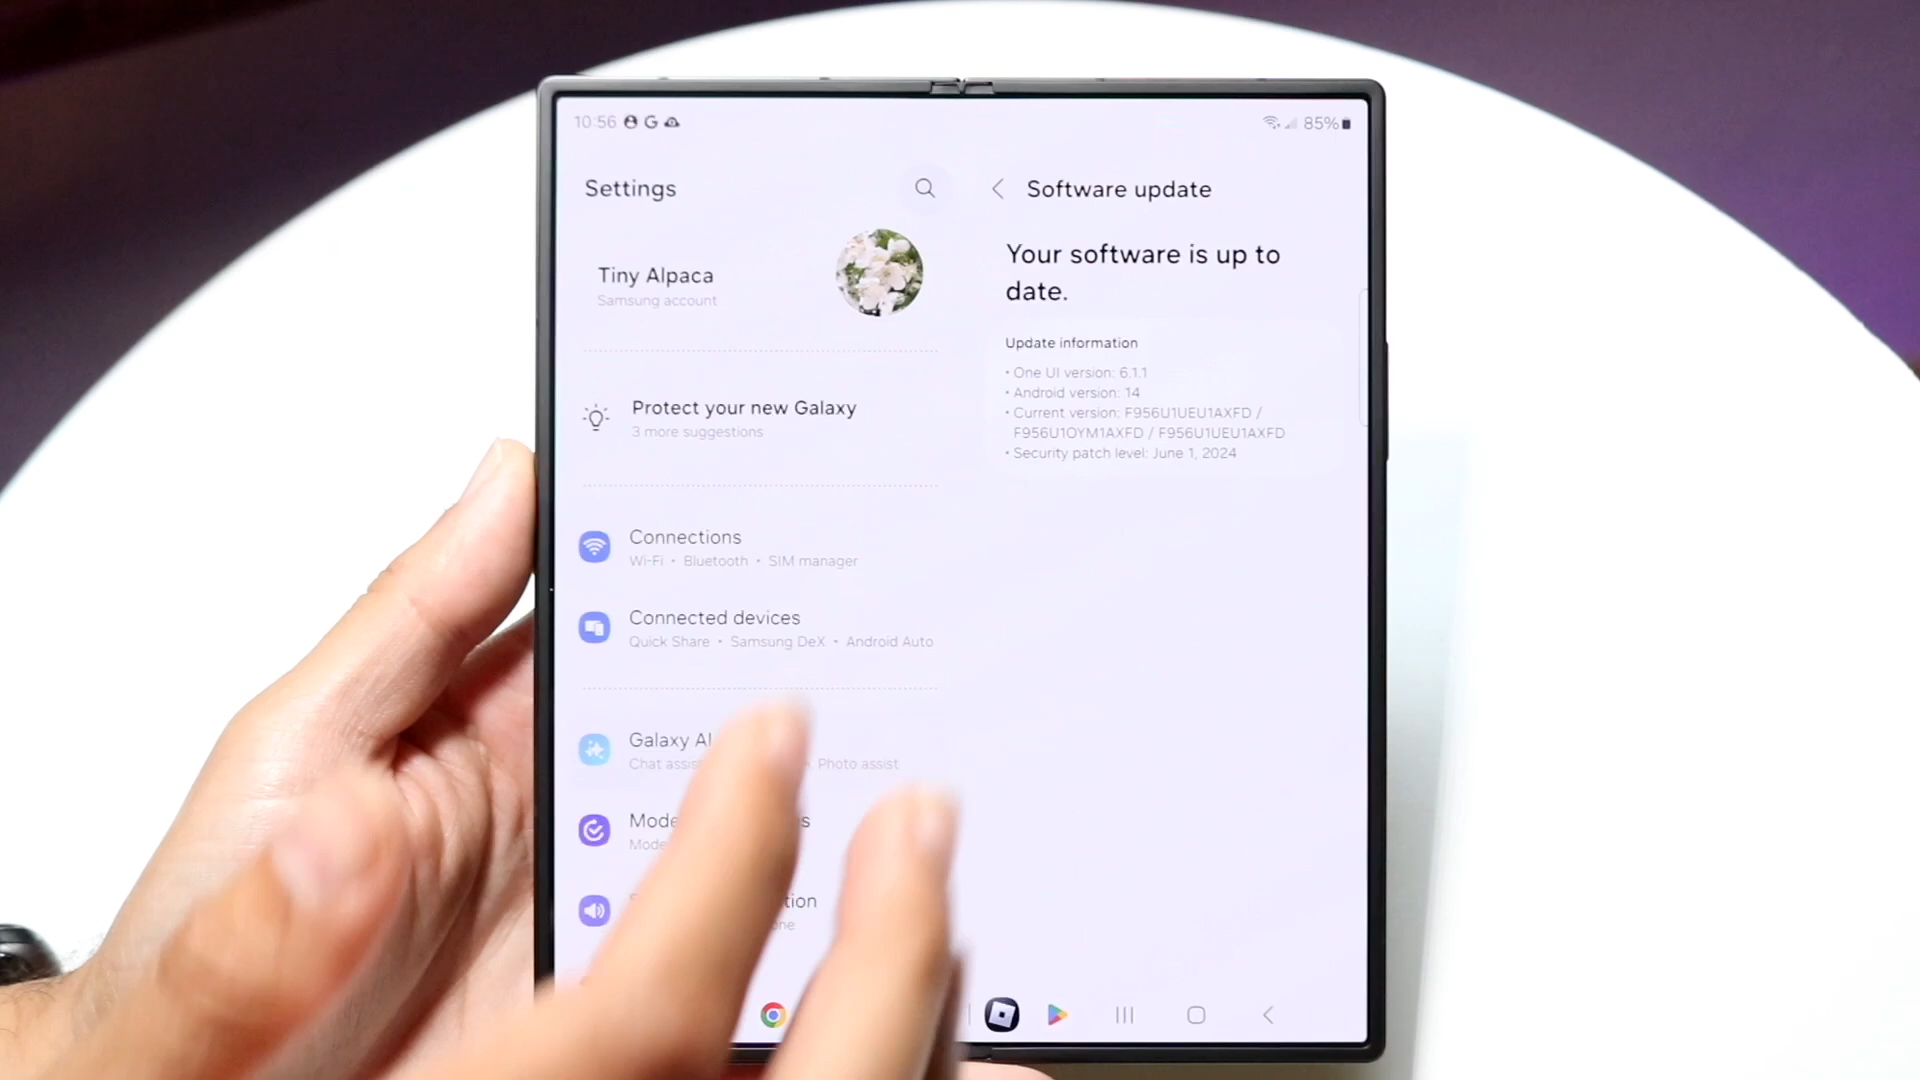 10:56
85%
Settings
Tiny Alpaca
Samsung account
Protect your new Galaxy
3 more suggestions
Connections
Wi-Fi • Bluetooth • SIM manager
Connected devices
Quick Share • Samsung DeX • Android Auto
Galaxy AI
Chat Photo assist
Software update
Your software is up to
date.
Update information
• One UI version: 6.1.1
• Android version: 14
• Current version: F956U1UEU1AXFD /
F956U1OYM1AXFD / F956U1UEU1AXFD
• Security patch level: June 1, 2024